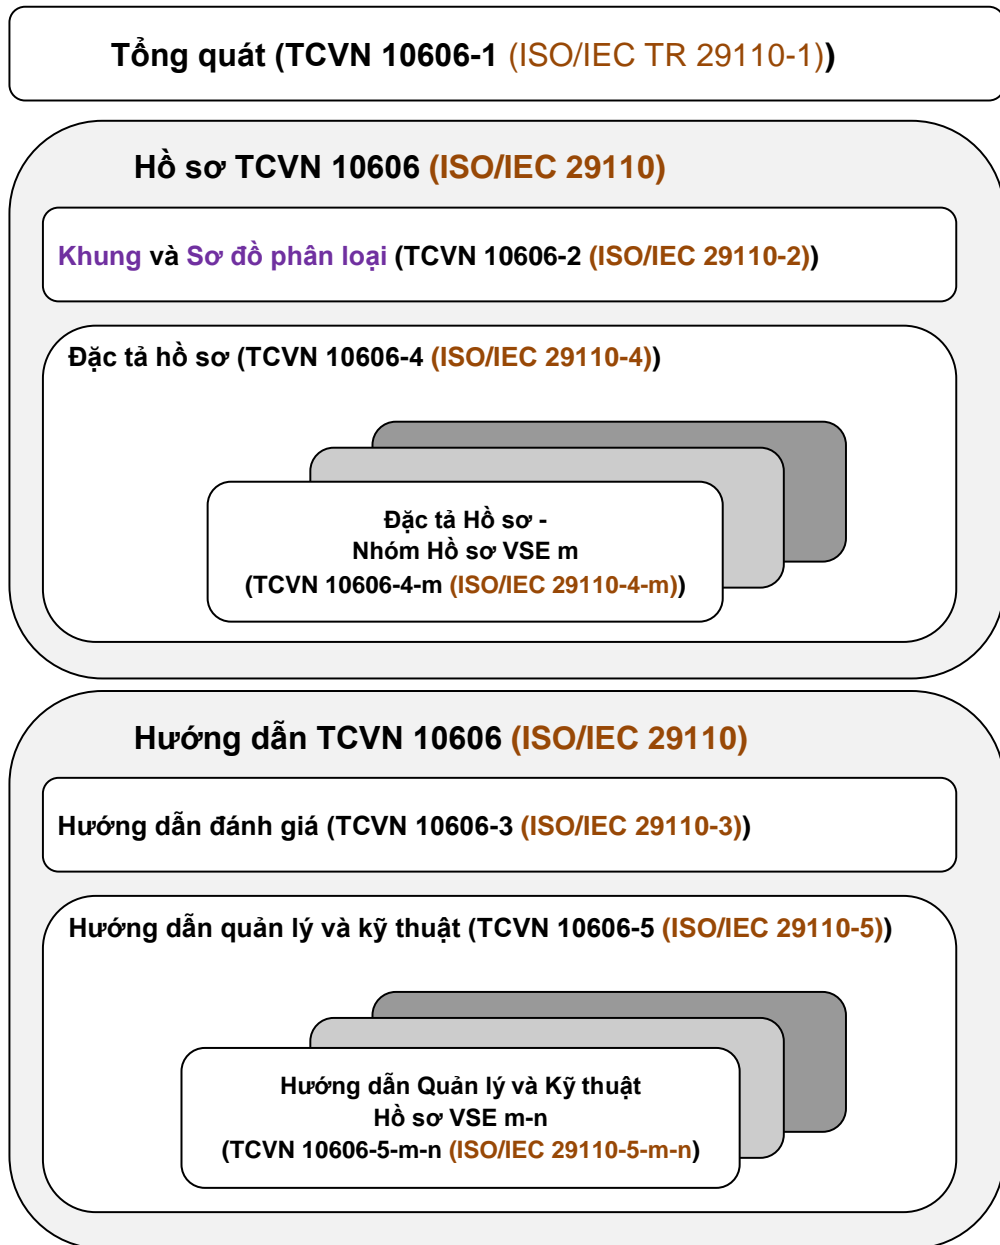 Tổng quát (TCVN 10606-1 (ISO/IEC TR 29110-1))
Hồ sơ TCVN 10606 (ISO/IEC 29110)
Khung và Sơ đồ phân loại (TCVN 10606-2 (ISO/IEC 29110-2))
Đặc tả hồ sơ (TCVN 10606-4 (ISO/IEC 29110-4))
Đặc tả Hồ sơ -
Nhóm Hồ sơ VSE m
(TCVN 10606-4-m (ISO/IEC 29110-4-m))
Hướng dẫn TCVN 10606 (ISO/IEC 29110)
Hướng dẫn đánh giá (TCVN 10606-3 (ISO/IEC 29110-3))
Hướng dẫn quản lý và kỹ thuật (TCVN 10606-5 (ISO/IEC 29110-5))
Hướng dẫn Quản lý và Kỹ thuật
Hồ sơ VSE m-n
(TCVN 10606-5-m-n (ISO/IEC 29110-5-m-n)